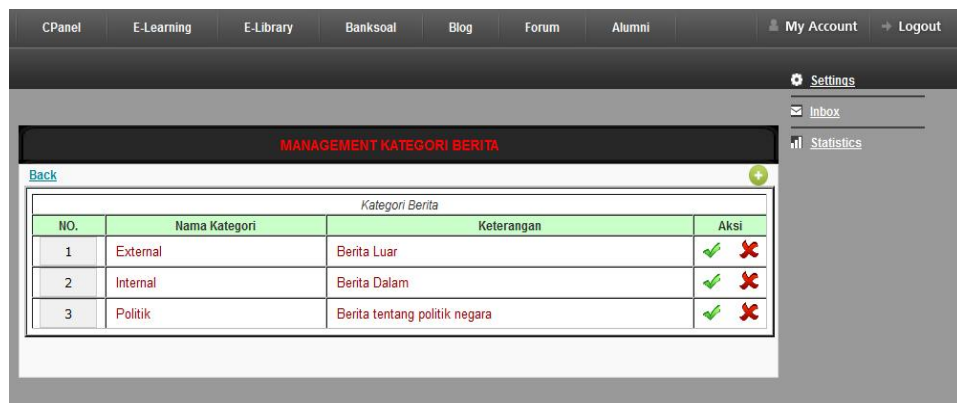 CPanel E-Learning E-Library Banksoal Blog Forum Alumni My Account Logout
Settings
Inbox
Statistics
MANAGEMENT KATEGORI BERITA
Back
Kategori Berita
NO. Nama Kategori Keterangan Aksi
1 External Berita Luar
2 Internal Berita Dalam
3 Politik Berita tentang politik negara